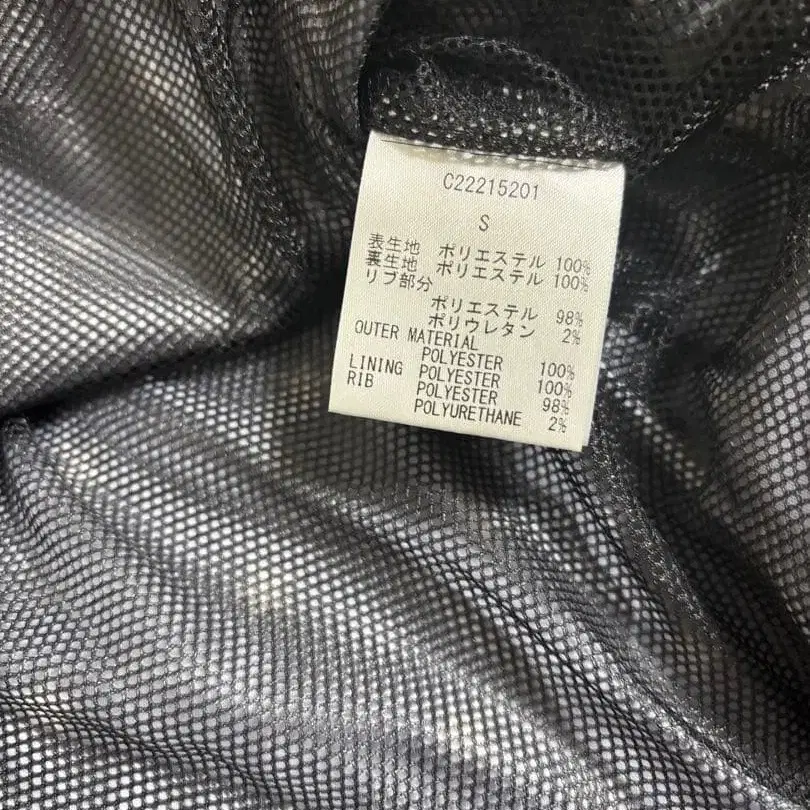 C22215201
S
表生地 ポリエステル 100%
裏生地 ポリエステル 100%
リブ部分
ポリエステル 98%
ポリウレタン 2%
OUTER MATERIAL
POLYESTER 100%
LINING POLYESTER 100%
RIB POLYESTER 98%
POLYURETHANE 2%